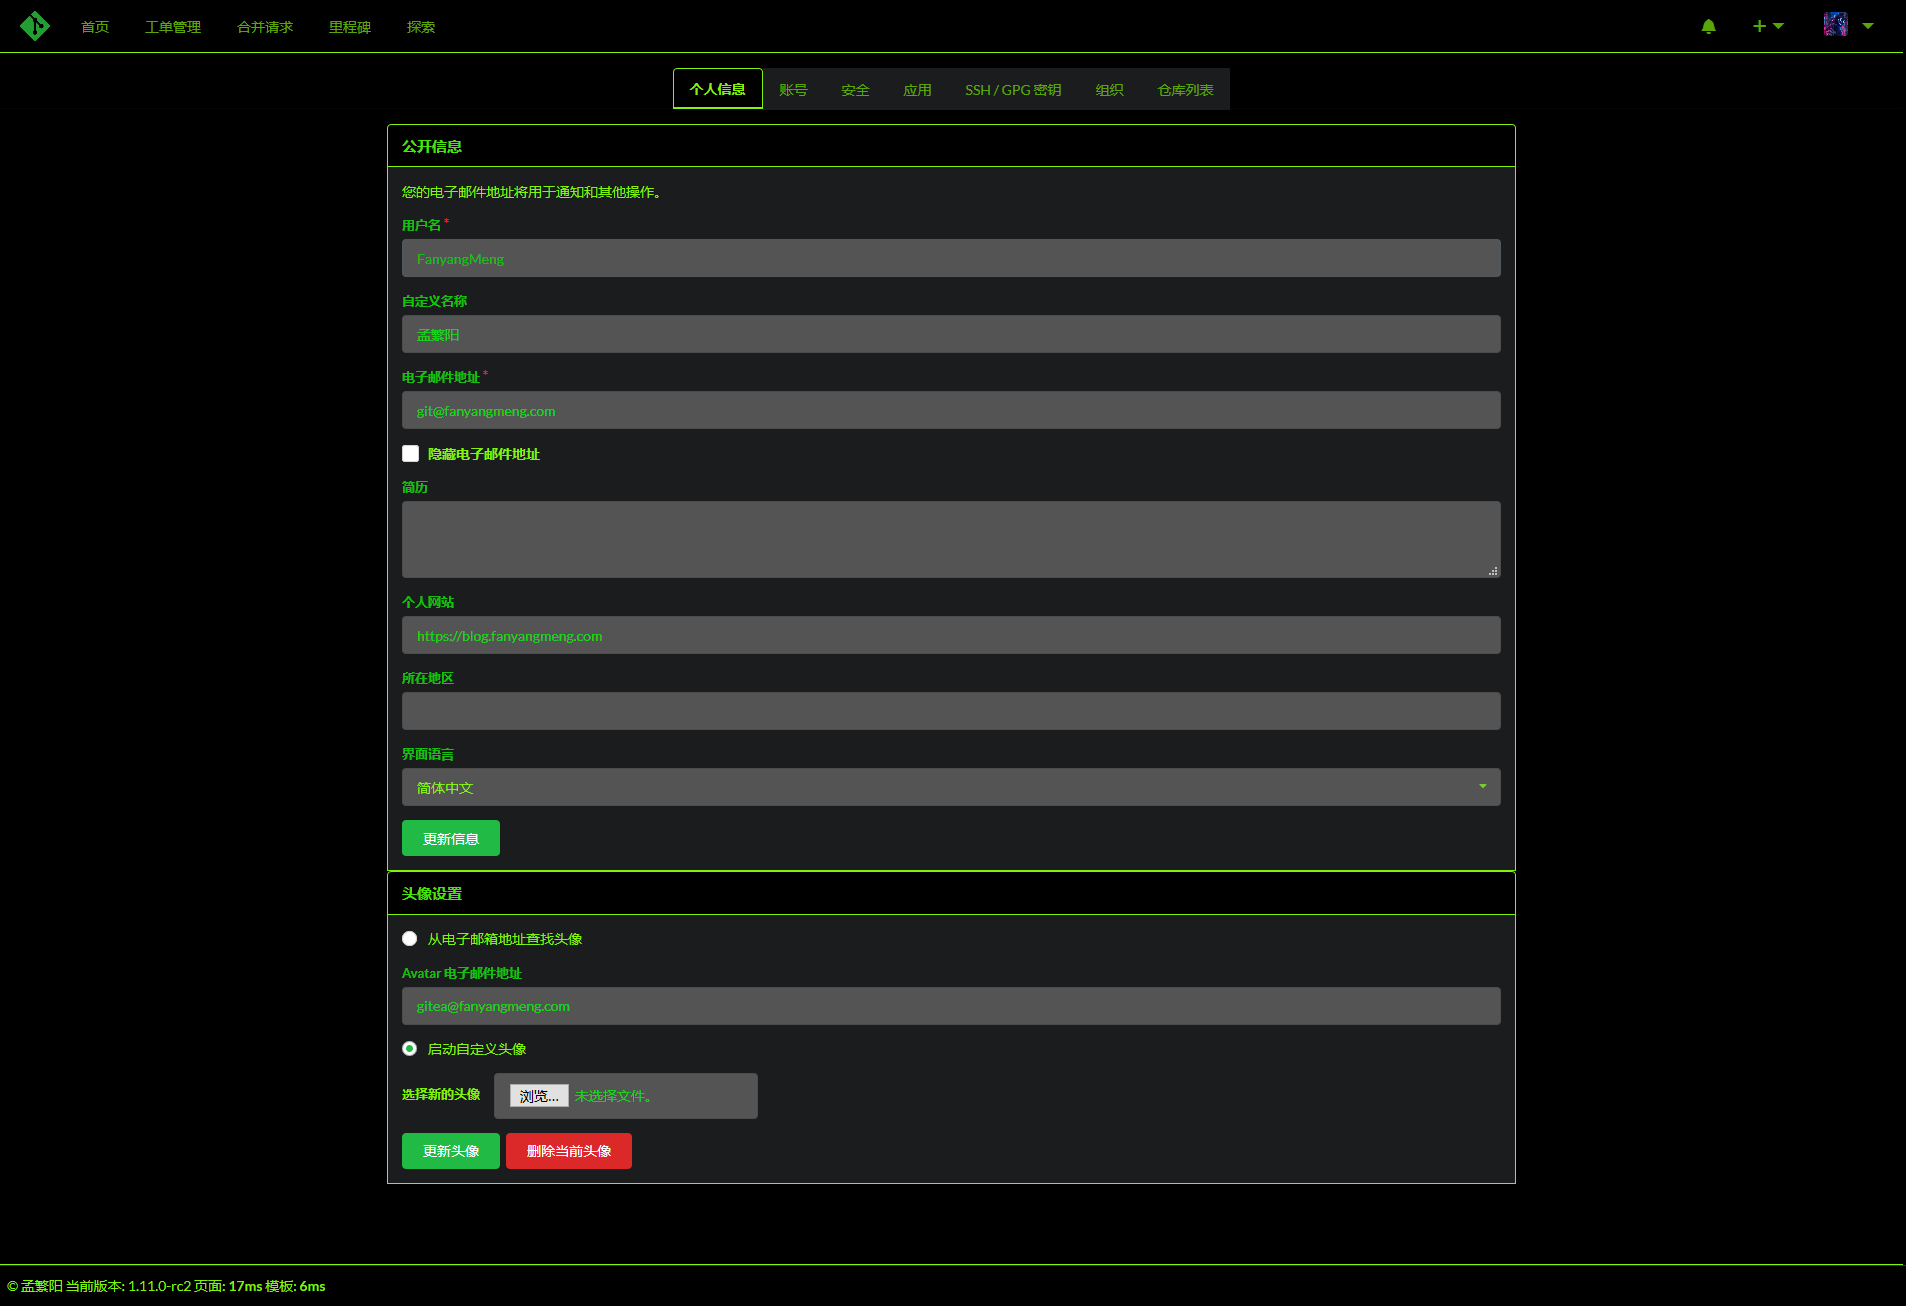 首页 工单管理 合并请求 里程碑 探索
个人信息 账号 安全 应用 SSH / GPG 密钥 组织 仓库列表
公开信息
您的电子邮件地址将用于通知和其他操作。
用户名 *
FanyangMeng
自定义名称
孟繁阳
电子邮件地址 *
git@fanyangmeng.com
隐藏电子邮件地址
简历
个人网站
https://blog.fanyangmeng.com
所在地区
界面语言
简体中文
更新信息
头像设置
从电子邮箱地址查找头像
Avatar 电子邮件地址
gitea@fanyangmeng.com
启动自定义头像
选择新的头像 浏览... 未选择文件。
更新头像 删除当前头像
© 孟繁阳 当前版本: 1.11.0-rc2 页面: 17ms 模板: 6ms